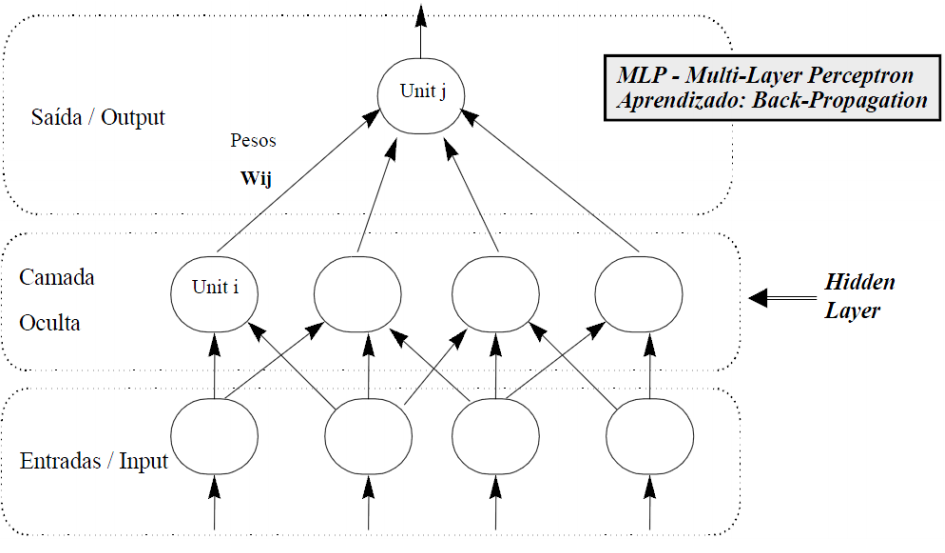 Unit j
MLP - Multi-Layer Perceptron
Aprendizado: Back-Propagation
Saída / Output
Pesos
Wij
Camada
Oculta
Unit i
Hidden
Layer
Entradas / Input